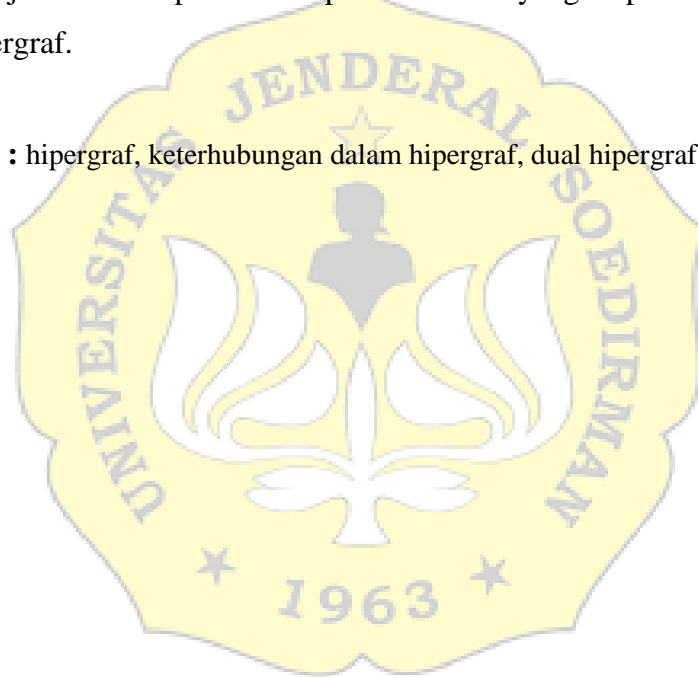 ergraf.
: hipergraf, keterhubungan dalam hipergraf, dual hipergraf
UNIVERSITAS JENDERAL SOEDIRMAN
1963